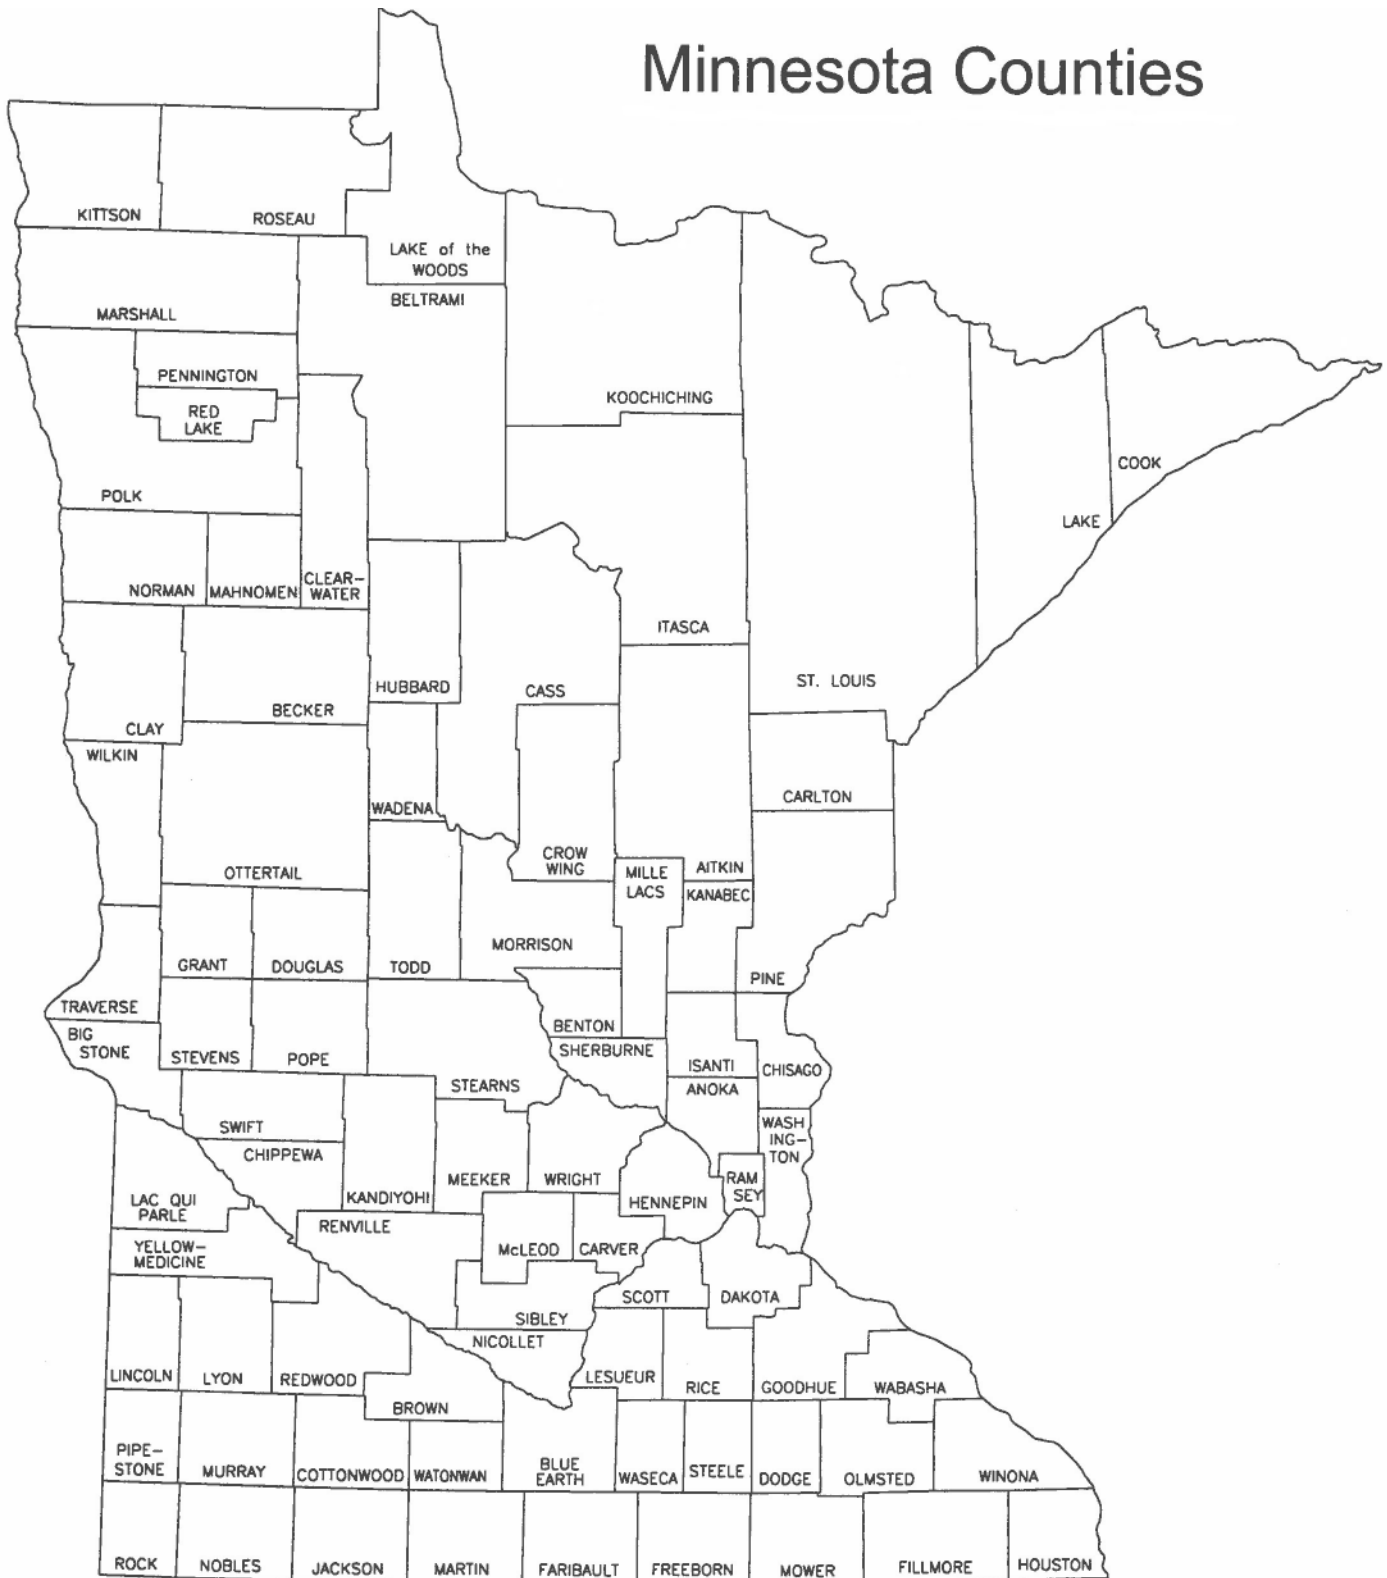 Minnesota Counties
KITTSON
ROSEAU
LAKE of the
WOODS
BELTRAMI
MARSHALL
PENNINGTON
RED
LAKE
KOOCHICHING
COOK
LAKE
POLK
NORMAN
MAHNOMEN
CLEAR-
WATER
ITASCA
ST. LOUIS
HUBBARD
CASS
BECKER
CLAY
WILKIN
CARLTON
WADENA
OTTERTAIL
CROW
WING
MILLE
LACS
AITKIN
KANABEC
MORRISON
GRANT
DOUGLAS
TODD
PINE
TRAVERSE
BIG
STONE
BENTON
SHERBURNE
STEVENS
POPE
ISANTI
CHISAGO
STEARNS
ANOKA
SWIFT
CHIPPEWA
WASH
ING-
TON
MEEKER
WRIGHT
RAM
SEY
LAC QUI
PARLE
KANDIYOHI
HENNEPIN
RENVILLE
YELLOW-
MEDICINE
McLEOD
CARVER
SCOTT
DAKOTA
SIBLEY
NICOLLET
LINCOLN
LYON
REDWOOD
LESUEUR
RICE
GOODHUE
WABASHA
BROWN
PIPE-
STONE
MURRAY
COTTONWOOD
WATONWAN
BLUE
EARTH
WASECA
STEELE
DODGE
OLMSTED
WINONA
ROCK
NOBLES
JACKSON
MARTIN
FARIBAULT
FREEBORN
MOWER
FILLMORE
HOUSTON